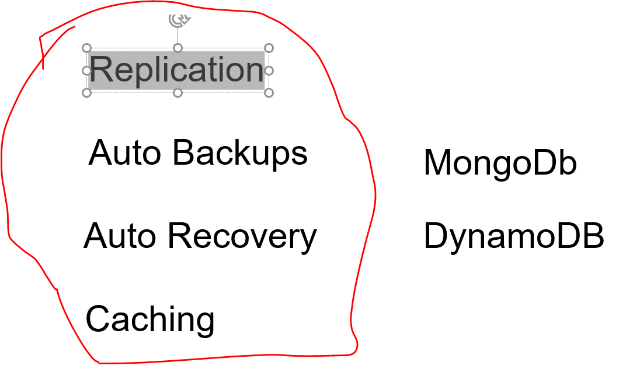 Replication
Auto Backups
Auto Recovery
Caching
MongoDb
DynamoDB